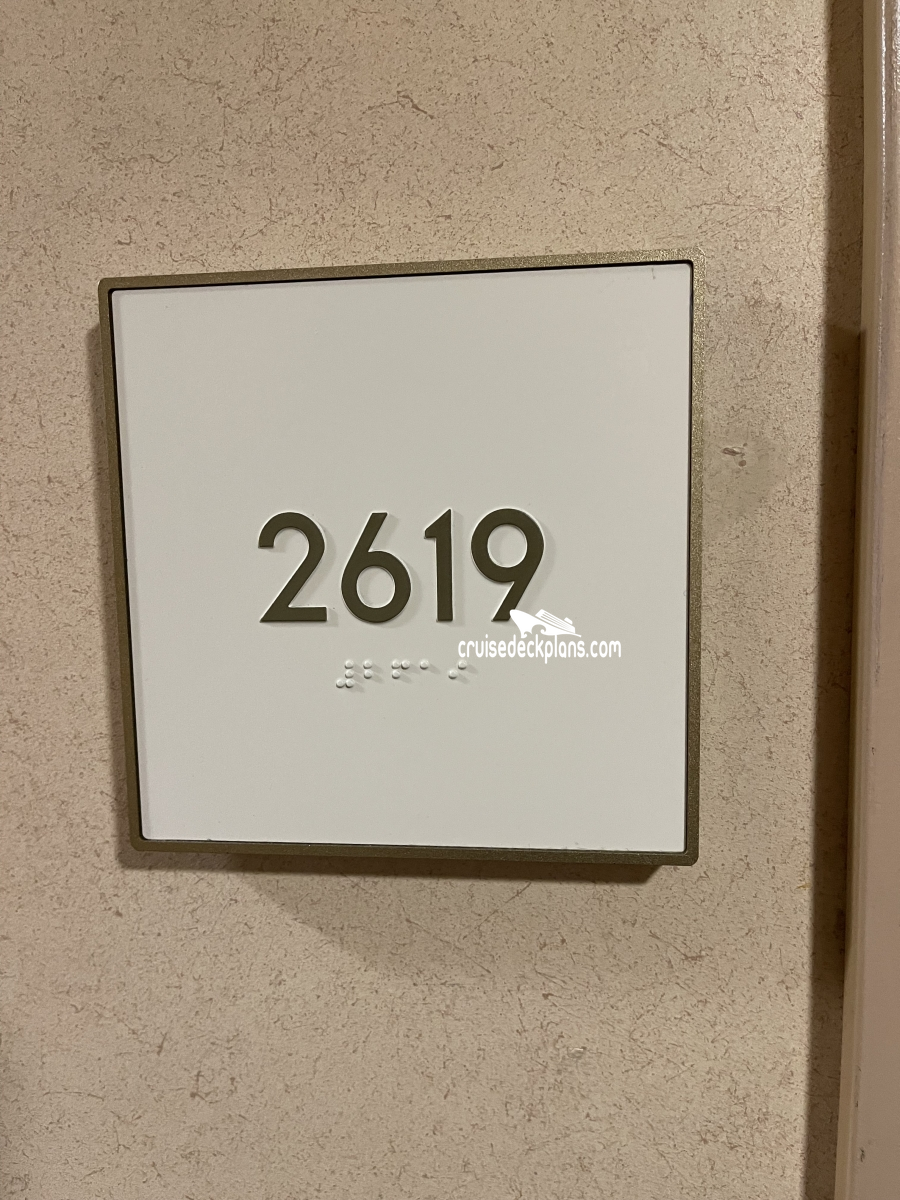 2619
cruisedeckplans.com
⠼⠃⠋⠁⠊